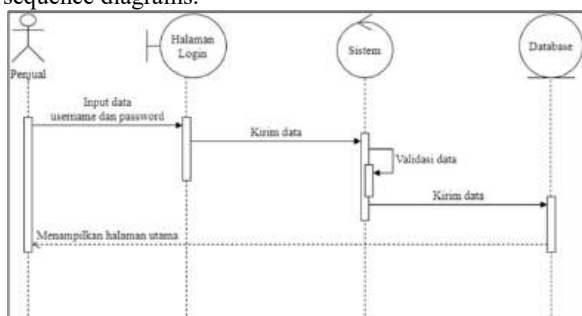 sequence diagrams.
Halaman
Login
Sistem
Database
Penjual
Input data
username dan password
Kirim data
Validasi data
Kirim data
Menampilkan halaman utama